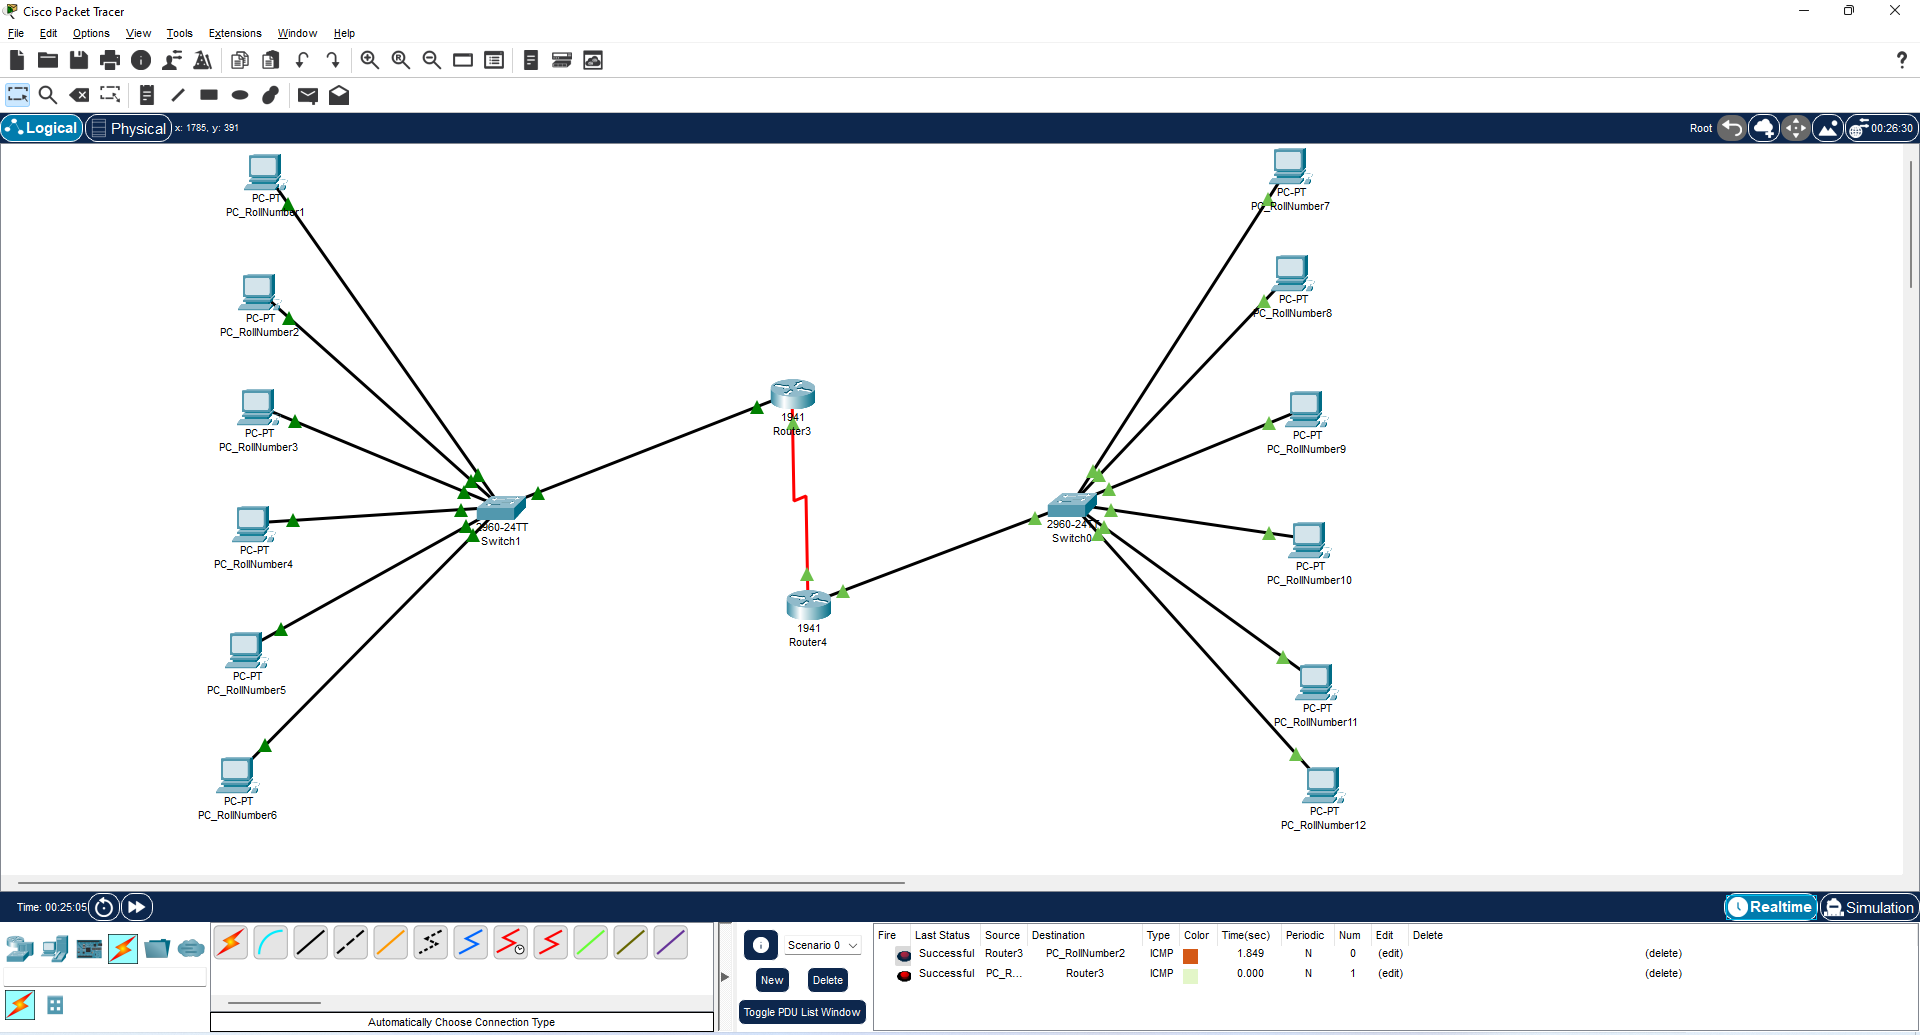 Cisco Packet Tracer
File Edit Options View Tools Extensions Window Help
Logical Physical x: 1785, y: 391 Root 00:26:30
PC-PT
PC_RollNumber1
PC-PT
PC_RollNumber2
PC-PT
PC_RollNumber3
PC-PT
PC_RollNumber4
PC-PT
PC_RollNumber5
PC-PT
PC_RollNumber6
2960-24TT
Switch1
1941
Router3
1941
Router4
2960-24TT
Switch0
PC-PT
PC_RollNumber7
PC-PT
PC_RollNumber8
PC-PT
PC_RollNumber9
PC-PT
PC_RollNumber10
PC-PT
PC_RollNumber11
PC-PT
PC_RollNumber12
Time: 00:25:05 Realtime Simulation
Automatically Choose Connection Type
Scenario 0
New Delete
Toggle PDU List Window
Fire Last Status Source Destination Type Color Time(sec) Periodic Num Edit Delete
Successful Router3 PC_RollNumber2 ICMP 1.849 N 0 (edit) (delete)
Successful PC_R... Router3 ICMP 0.000 N 1 (edit) (delete)